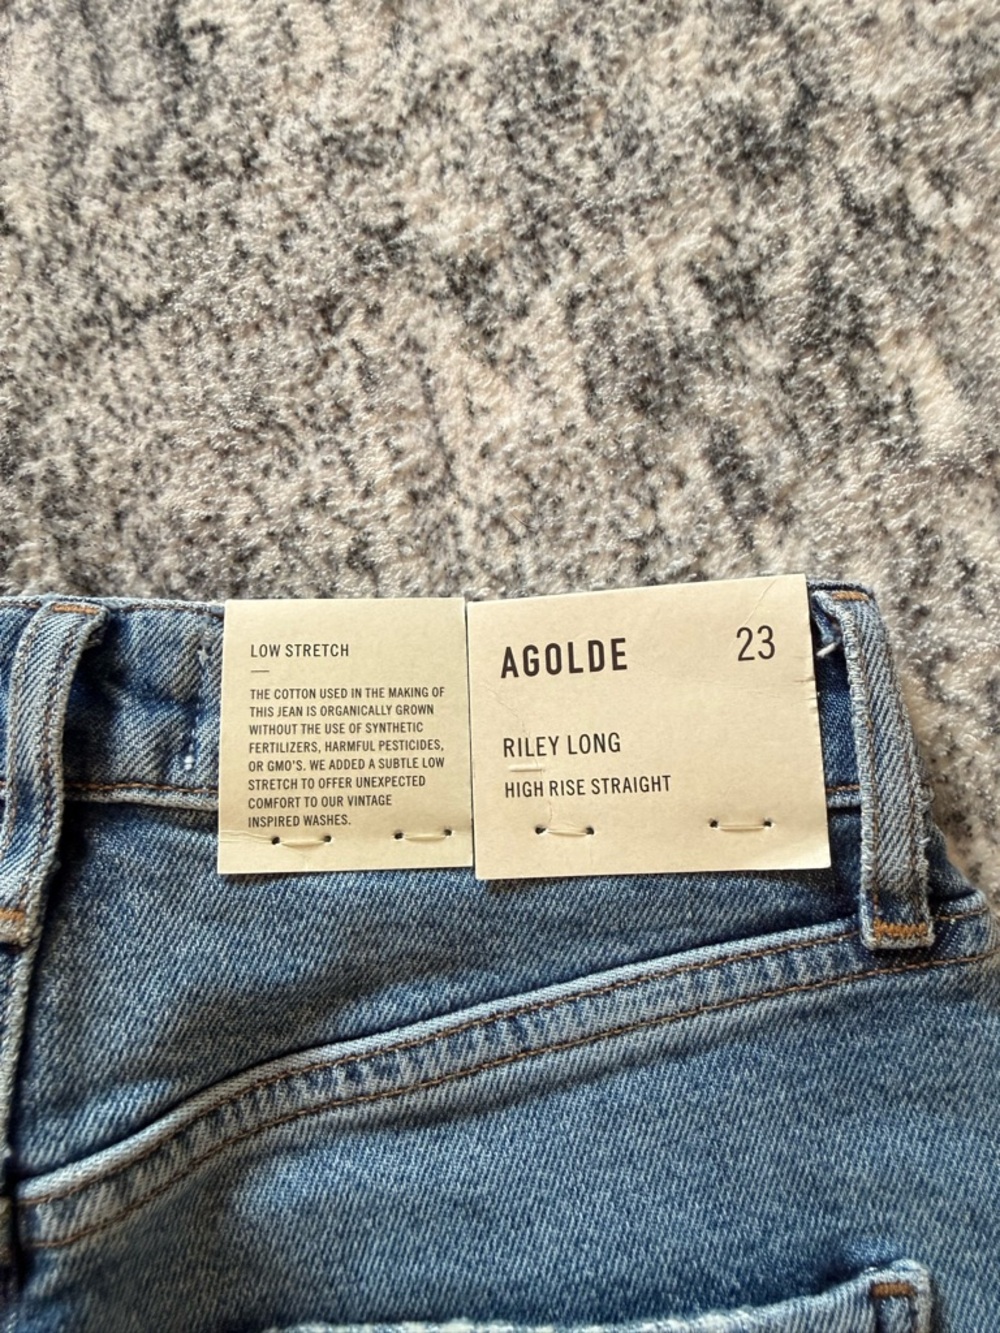 LOW STRETCH
THE COTTON USED IN THE MAKING OF
THIS JEAN IS ORGANICALLY GROWN
WITHOUT THE USE OF SYNTHETIC
FERTILIZERS, HARMFUL PESTICIDES,
OR GMO'S. WE ADDED A SUBTLE LOW
STRETCH TO OFFER UNEXPECTED
COMFORT TO OUR VINTAGE
INSPIRED WASHES.
AGOLDE 23
RILEY LONG
HIGH RISE STRAIGHT